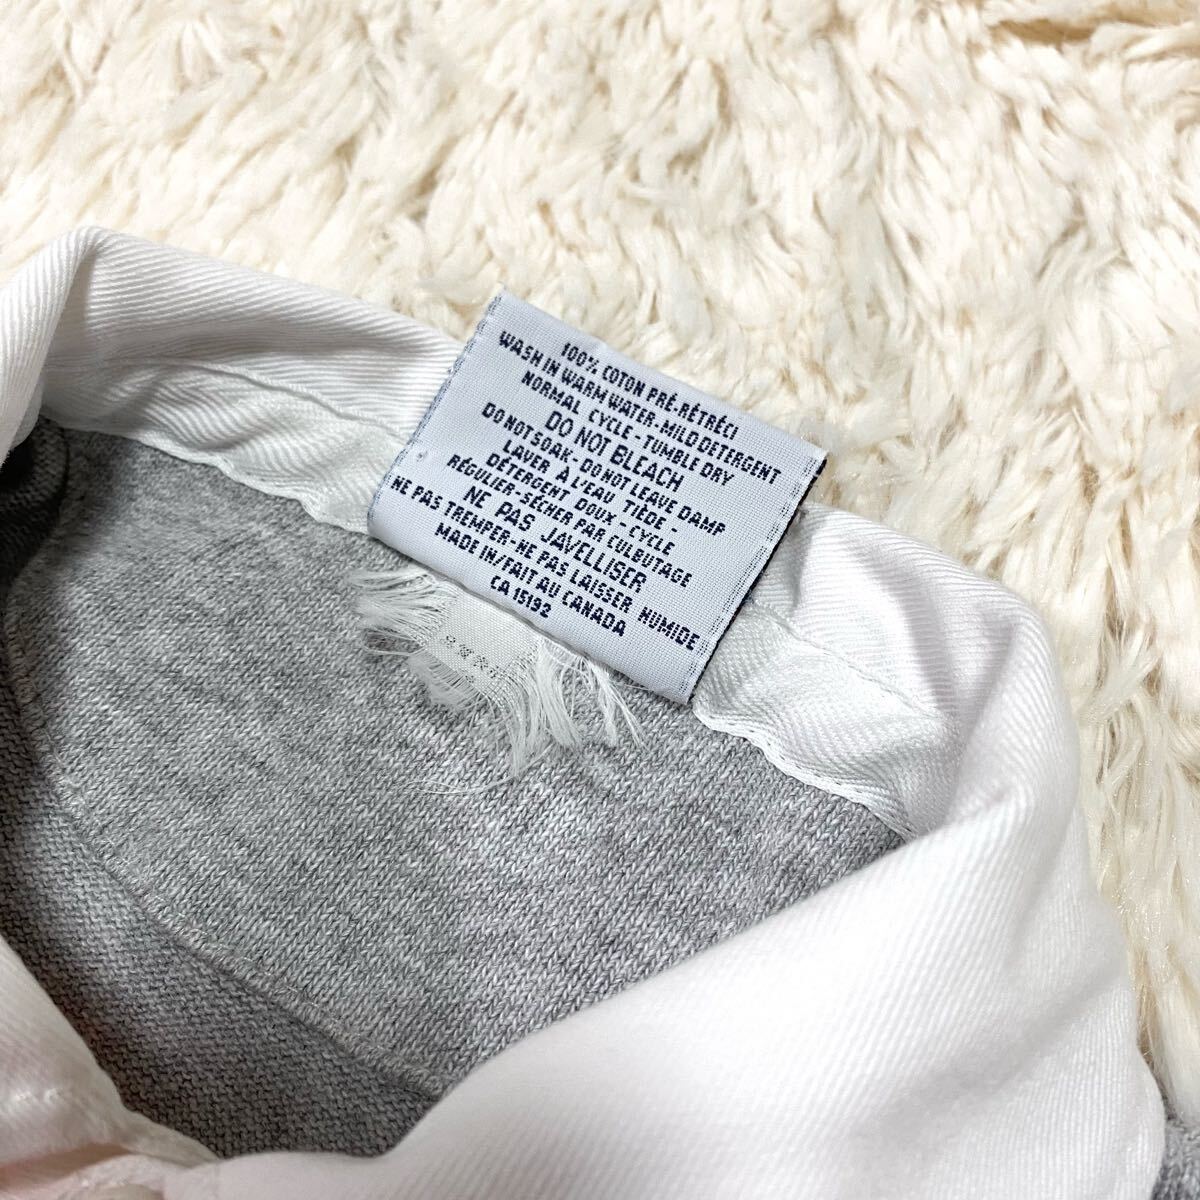 100% COTON PRÉ-RÉTRÉCI
WASH IN WARM WATER-MILD DETERGENT
NORMAL CYCLE-TUMBLE DRY
DO NOT BLEACH
DO NOT SOAK-DO NOT LEAVE DAMP
LAVER À L'EAU TIÈDE -
DÉTERGENT DOUX - CYCLE
RÉGULIER-SÉCHER PAR CULBUTAGE
NE PAS JAVELLISER
NE PAS TREMPER-NE PAS LAISSER HUMIDE
MADE IN/FAIT AU CANADA
CA 15192